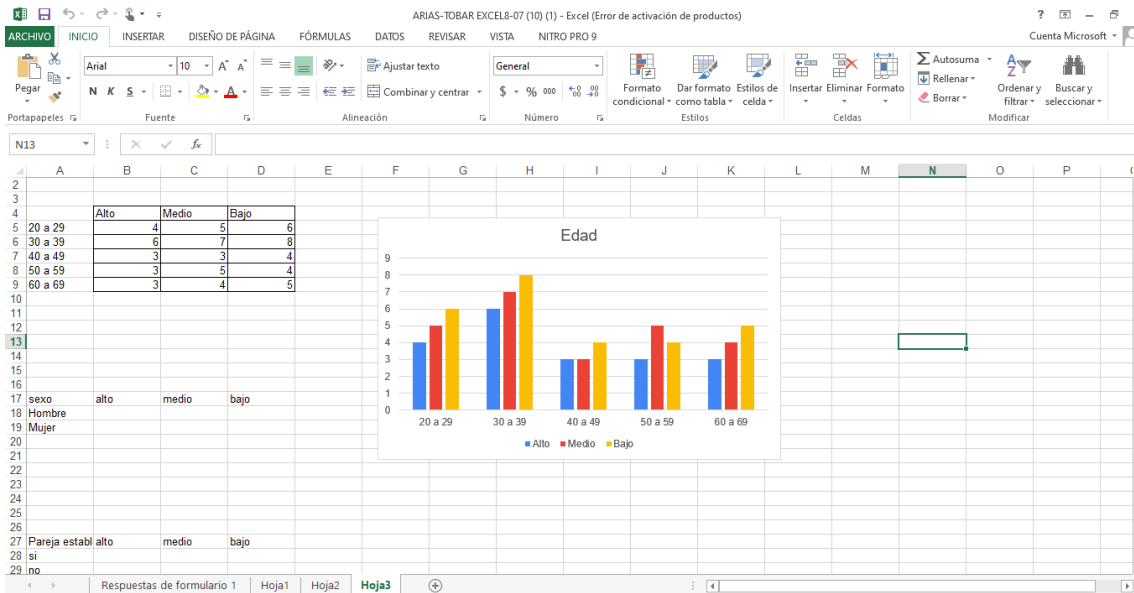 ARIAS-TOBAR EXCEL8-07 (10) (1) - Excel (Error de activación de productos)
ARCHIVO INICIO INSERTAR DISEÑO DE PÁGINA FÓRMULAS DATOS REVISAR VISTA NITRO PRO 9 Cuenta Microsoft
Arial 10 Ajustar texto General Autosuma
Pegar Formato condicional Dar formato como tabla Estilos de celda Insertar Eliminar Formato Rellenar Ordenar y filtrar Buscar y seleccionar
N K S Combinar y centrar $ % 000 Borrar
Portapapeles Fuente Alineación Número Estilos Celdas Modificar
N13 fx
A B C D E F G H I J K L M N O P
2
3
4 Alto Medio Bajo
5 20 a 29 4 5 6
6 30 a 39 6 7 8
7 40 a 49 3 3 4
8 50 a 59 3 5 4
9 60 a 69 3 4 5
10
11
12
13
14
15
16
17 sexo alto medio bajo
18 Hombre
19 Mujer
20
21
22
23
24
25
26
27 Pareja establ alto medio bajo
28 si
29 no
Edad
9
8
7
6
5
4
3
2
1
0
20 a 29 30 a 39 40 a 49 50 a 59 60 a 69
Alto Medio Bajo
Respuestas de formulario 1 Hoja1 Hoja2 Hoja3